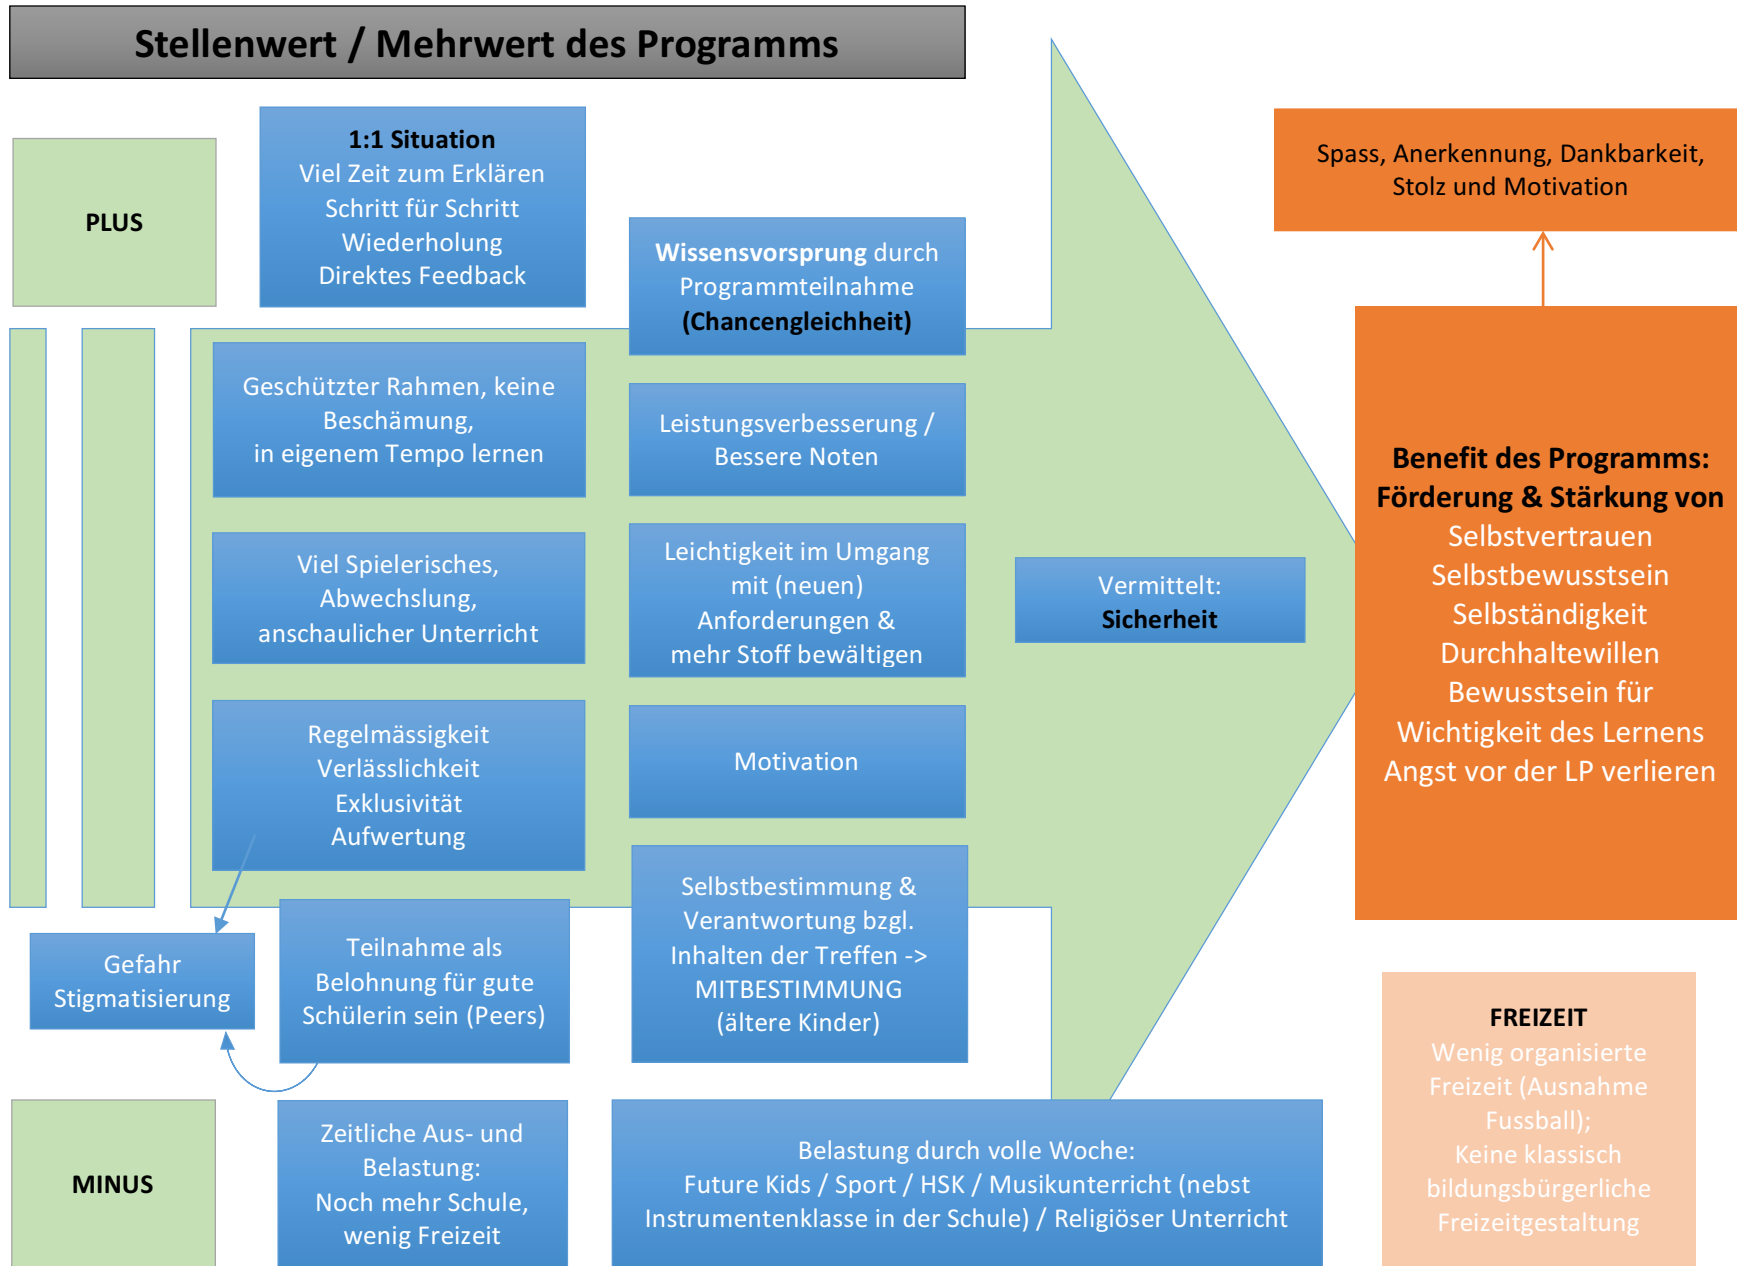 Stellenwert / Mehrwert des Programms
PLUS
1:1 Situation
Viel Zeit zum Erklären
Schritt für Schritt
Wiederholung
Direktes Feedback
Wissensvorsprung durch
Programmteilnahme
(Chancengleichheit)
Spass, Anerkennung, Dankbarkeit,
Stolz und Motivation
Geschützter Rahmen, keine
Beschämung,
in eigenem Tempo lernen
Leistungsverbesserung /
Bessere Noten
Viel Spielerisches,
Abwechslung,
anschaulicher Unterricht
Leichtigkeit im Umgang
mit (neuen)
Anforderungen &
mehr Stoff bewältigen
Vermittelt:
Sicherheit
Benefit des Programms:
Förderung & Stärkung von
Selbstvertrauen
Selbstbewusstsein
Selbständigkeit
Durchhaltewillen
Bewusstsein für
Wichtigkeit des Lernens
Angst vor der LP verlieren
Regelmässigkeit
Verlässlichkeit
Exklusivität
Aufwertung
Motivation
Gefahr
Stigmatisierung
Teilnahme als
Belohnung für gute
Schülerin sein (Peers)
Selbstbestimmung &
Verantwortung bzgl.
Inhalten der Treffen ->
MITBESTIMMUNG
(ältere Kinder)
MINUS
Zeitliche Aus- und
Belastung:
Noch mehr Schule,
wenig Freizeit
Belastung durch volle Woche:
Future Kids / Sport / HSK / Musikunterricht (nebst
Instrumentenklasse in der Schule) / Religiöser Unterricht
FREIZEIT
Wenig organisierte
Freizeit (Ausnahme
Fussball);
Keine klassisch
bildungsbürgerliche
Freizeitgestaltung